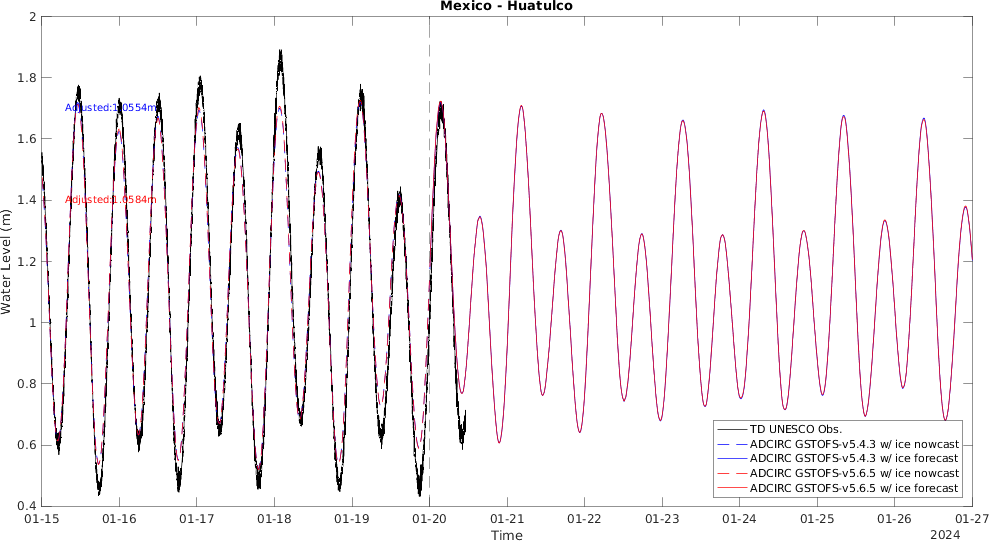 Mexico - Huatulco
2
1.8
1.6
1.4
1.2
1
0.8
0.6
0.4
Water Level (m)
Adjusted:1.0554m
Adjusted:1.0584m
TD UNESCO Obs.
ADCIRC GSTOFS-v5.4.3 w/ ice nowcast
ADCIRC GSTOFS-v5.4.3 w/ ice forecast
ADCIRC GSTOFS-v5.6.5 w/ ice nowcast
ADCIRC GSTOFS-v5.6.5 w/ ice forecast
01-15 01-16 01-17 01-18 01-19 01-20 01-21 01-22 01-23 01-24 01-25 01-26 01-27
Time
2024